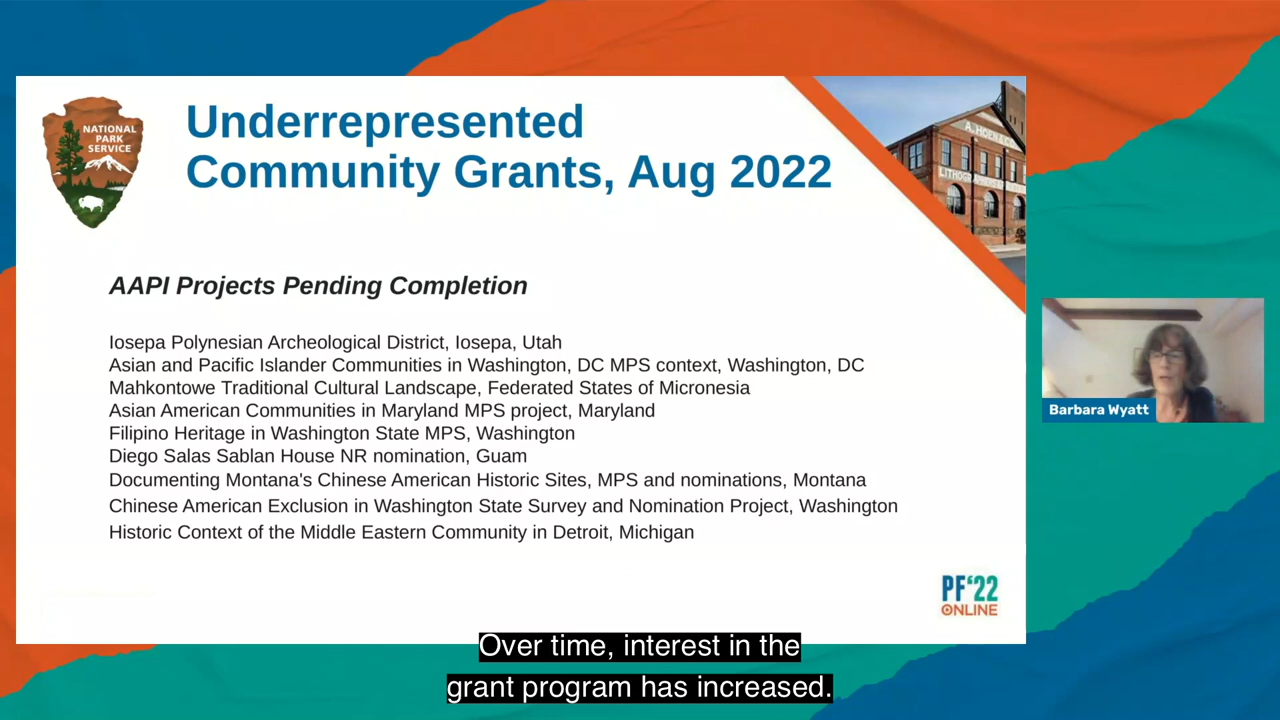 NATIONAL
PARK
SERVICE
Underrepresented
Community Grants, Aug 2022
A. HOEN & CO.
AAPI Projects Pending Completion
Iosepa Polynesian Archeological District, Iosepa, Utah
Asian and Pacific Islander Communities in Washington, DC MPS context, Washington, DC
Mahkontowe Traditional Cultural Landscape, Federated States of Micronesia
Asian American Communities in Maryland MPS project, Maryland
Filipino Heritage in Washington State MPS, Washington
Diego Salas Sablan House NR nomination, Guam
Documenting Montana's Chinese American Historic Sites, MPS and nominations, Montana
Chinese American Exclusion in Washington State Survey and Nomination Project, Washington
Historic Context of the Middle Eastern Community in Detroit, Michigan
Barbara Wyatt
PF‘22
ONLINE
Over time, interest in the
grant program has increased.